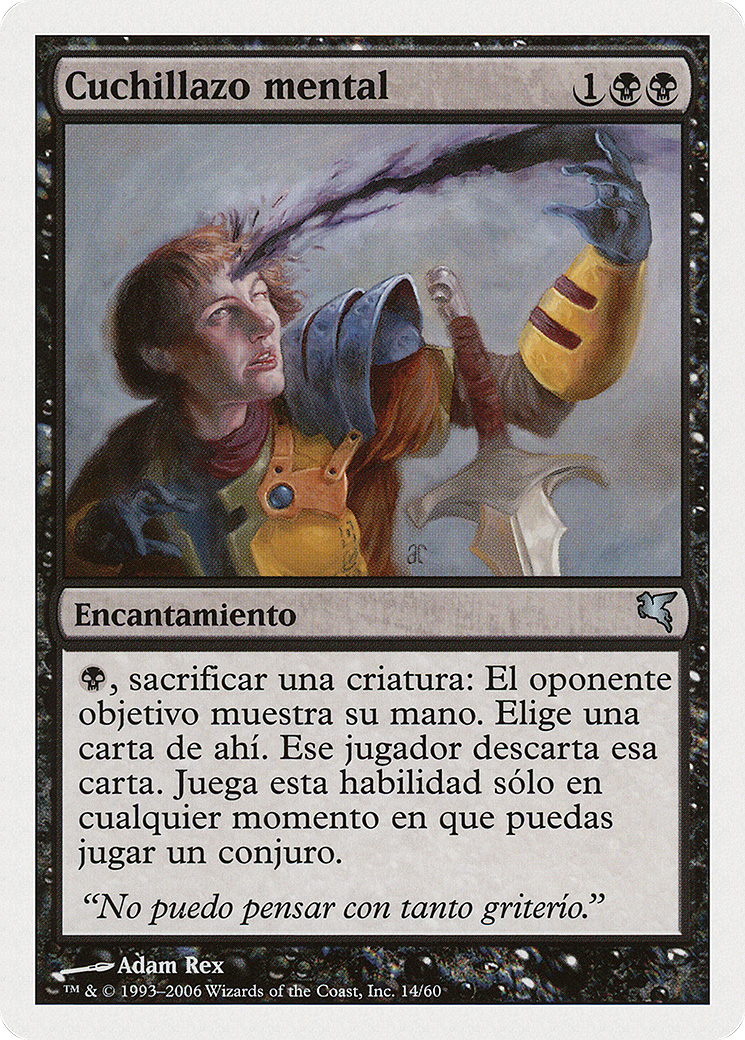 Cuchillazo mental 1
Encantamiento
, sacrificar una criatura: El oponente
objetivo muestra su mano. Elige una
carta de ahí. Ese jugador descarta esa
carta. Juega esta habilidad sólo en
cualquier momento en que puedas
jugar un conjuro.
“No puedo pensar con tanto griterío.”
Adam Rex
™ & © 1993–2006 Wizards of the Coast, Inc. 14/60